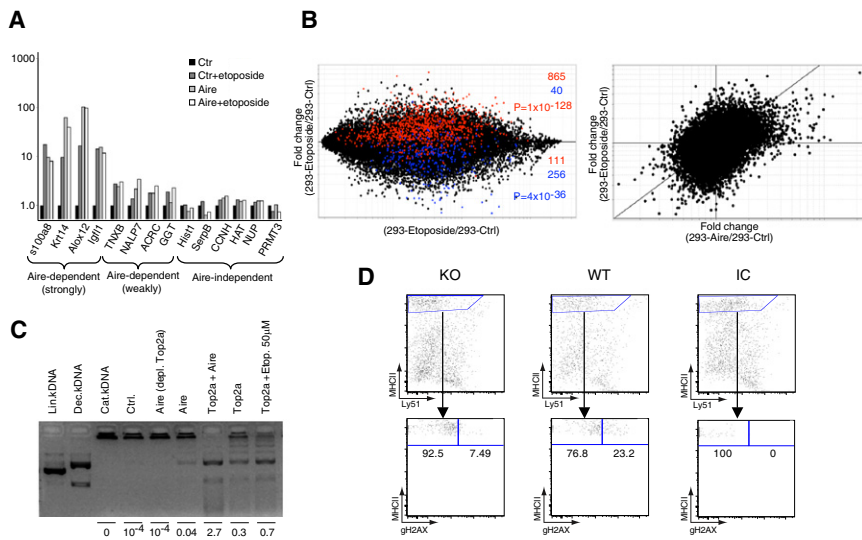 A
1000
100
10
1.0
Ctr
Ctr+etoposide
Aire
Aire+etoposide
s100a8
Krt14
Alox12
Igfl1
TNXB
NALP7
ACRC
GGT
Hist1
SerpB
CCNH
HAT
NUP
PRMT3
Aire-dependent
(strongly)
Aire-dependent
(weakly)
Aire-independent
B
Fold change
(293-Etoposide/293-Ctrl)
865
40
P=1x10-128
111
256
P=4x10-36
(293-Etoposide/293-Ctrl)
Fold change
(293-Etoposide/293-Ctrl)
Fold change
(293-Aire/293-Ctrl)
C
Lin.kDNA
Dec.kDNA
Cat.kDNA
Ctrl.
Aire (depl. Top2a)
Aire
Top2a + Aire
Top2a
Top2a + Etop. 50µM
0
10-4
10-4
0.04
2.7
0.3
0.7
D
KO
WT
IC
MHCII
Ly51
MHCII
Ly51
MHCII
Ly51
92.5 7.49
76.8 23.2
100 0
MHCII
gH2AX
MHCII
gH2AX
MHCII
gH2AX